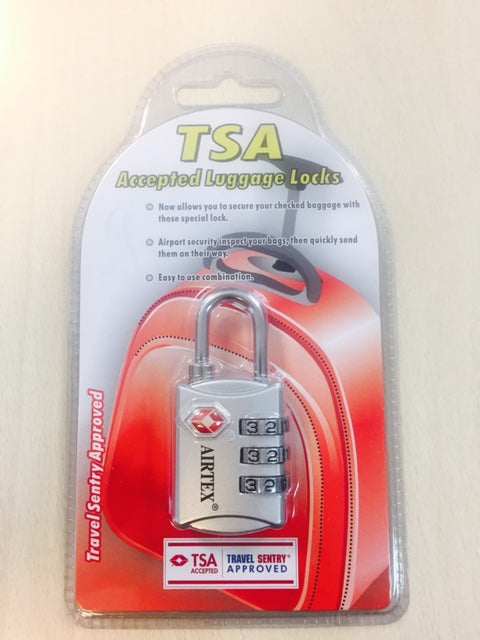 TSA
Accepted Luggage Locks
Now allows you to secure your checked baggage with
these special lock.
Airport security inspect your bags, then quickly send
them on their way.
Easy to use combination.
Travel Sentry Approved
AIRTEX®
3 2
3 2
3 2
TSA
ACCEPTED
TRAVEL SENTRY®
APPROVED